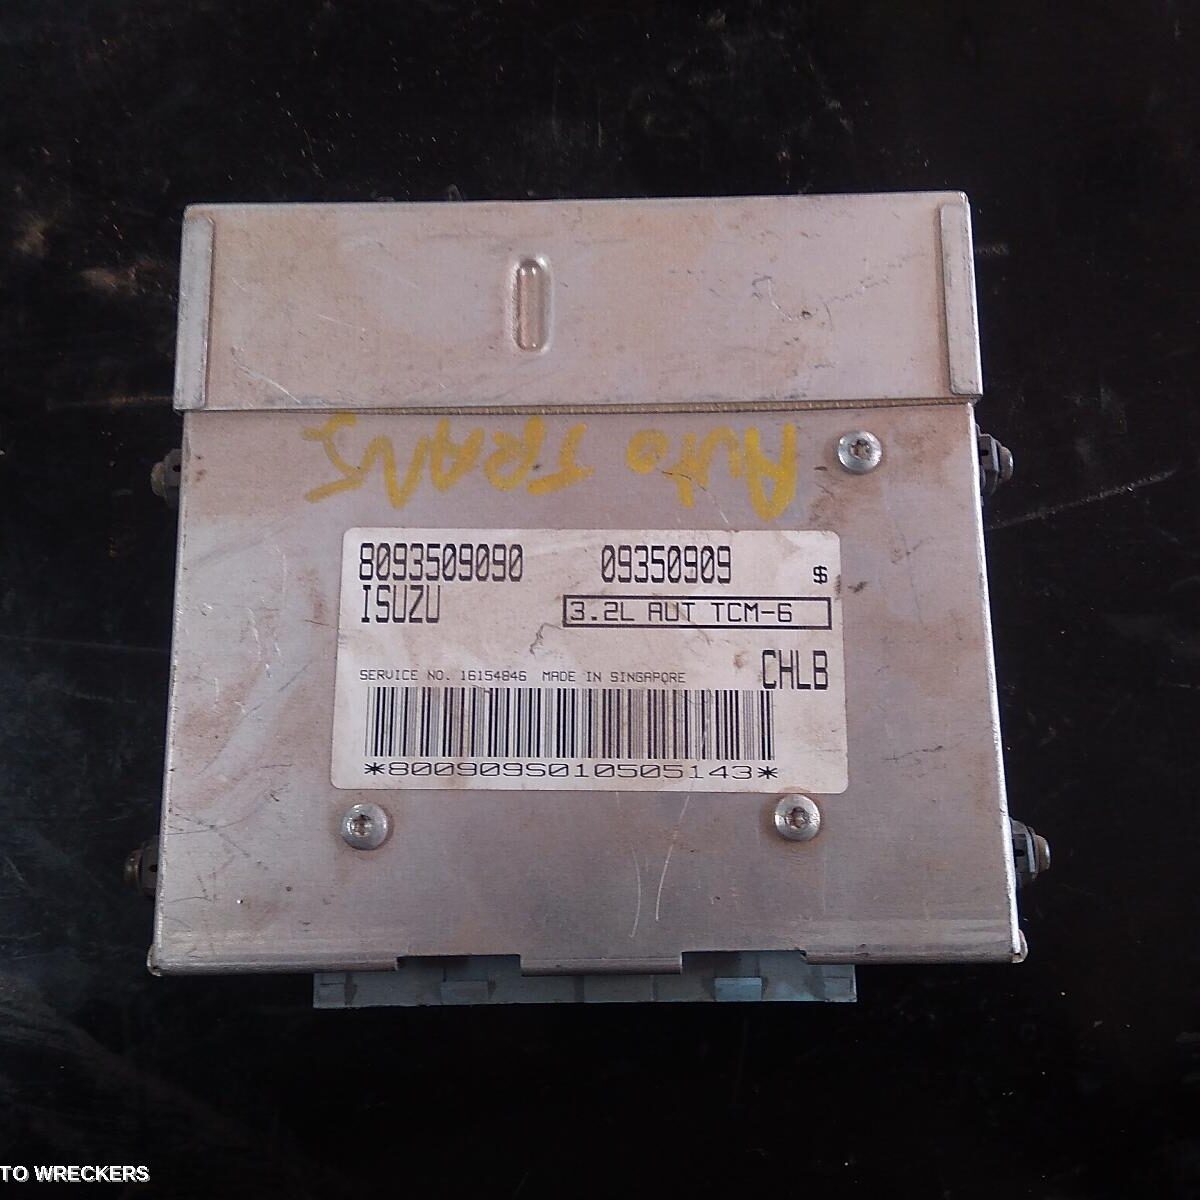 AUTO TRANS
8093509090 09350909 $
ISUZU 3.2L AUT TCM-6
CHLB
SERVICE NO. 16154846 MADE IN SINGAPORE
*800909S010505143*
TO WRECKERS